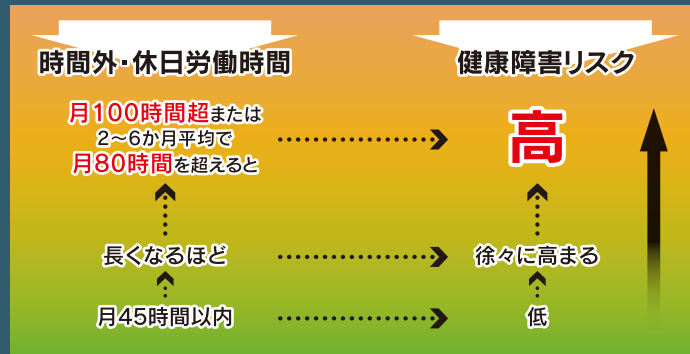 時間外・休日労働時間
健康障害リスク
月100時間超または
2～6か月平均で
月80時間を超えると
高
長くなるほど
徐々に高まる
月45時間以内
低